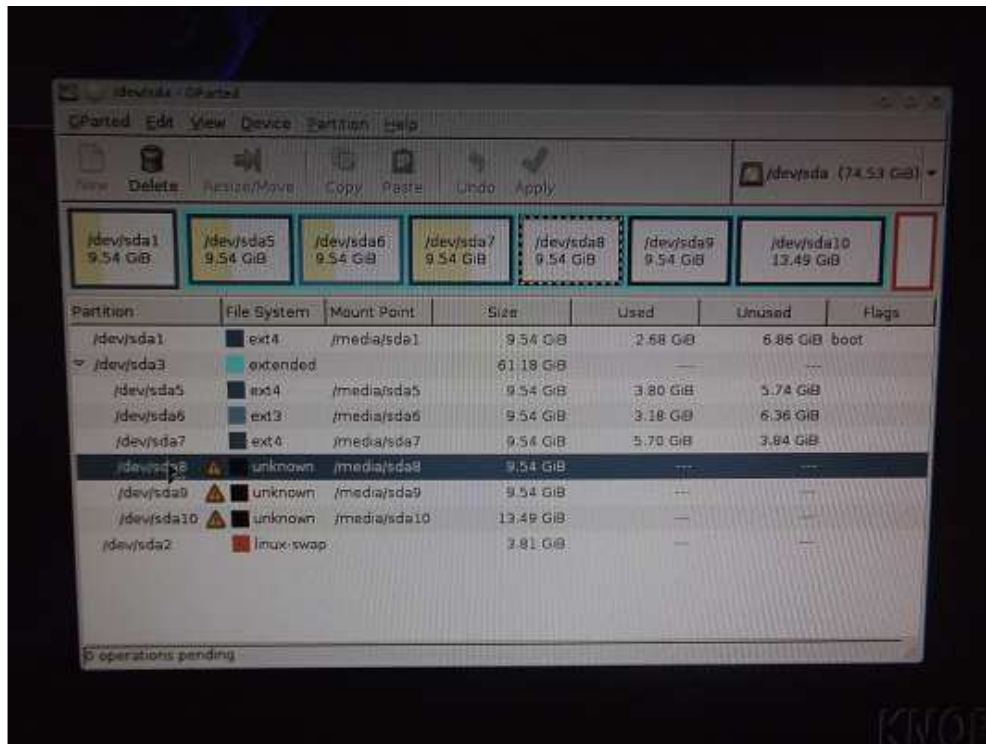 /dev/sda - GParted
GParted Edit View Device Partition Help
New Delete Resize/Move Copy Paste Undo Apply /dev/sda (74.53 GiB)
/dev/sda1 /dev/sda5 /dev/sda6 /dev/sda7 /dev/sda8 /dev/sda9 /dev/sda10
9.54 GiB 9.54 GiB 9.54 GiB 9.54 GiB 9.54 GiB 9.54 GiB 13.49 GiB
Partition File System Mount Point Size Used Unused Flags
/dev/sda1 ext4 /media/sda1 9.54 GiB 2.68 GiB 6.86 GiB boot
/dev/sda3 extended 61.18 GiB --- ---
/dev/sda5 ext4 /media/sda5 9.54 GiB 3.80 GiB 5.74 GiB
/dev/sda6 ext3 /media/sda6 9.54 GiB 3.18 GiB 6.36 GiB
/dev/sda7 ext4 /media/sda7 9.54 GiB 5.70 GiB 3.84 GiB
/dev/sda8 unknown /media/sda8 9.54 GiB --- ---
/dev/sda9 unknown /media/sda9 9.54 GiB --- ---
/dev/sda10 unknown /media/sda10 13.49 GiB --- ---
/dev/sda2 linux-swap 3.81 GiB --- ---
0 operations pending